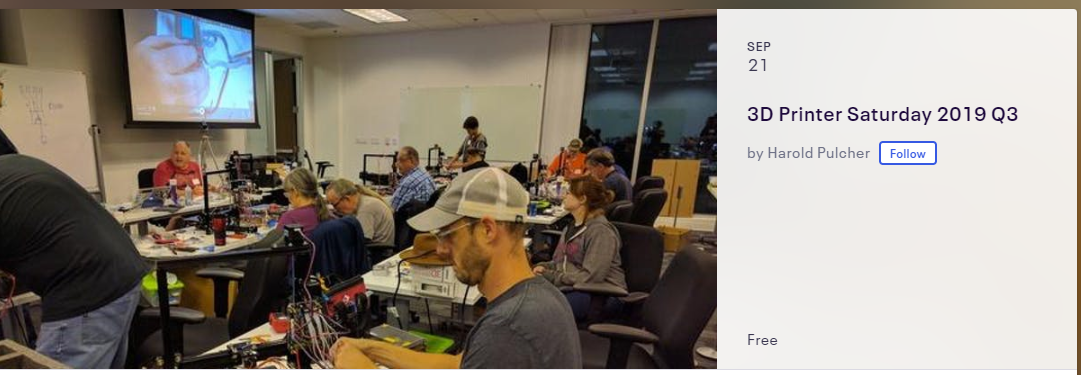 SEP
21
3D Printer Saturday 2019 Q3
by Harold Pulcher Follow
Free